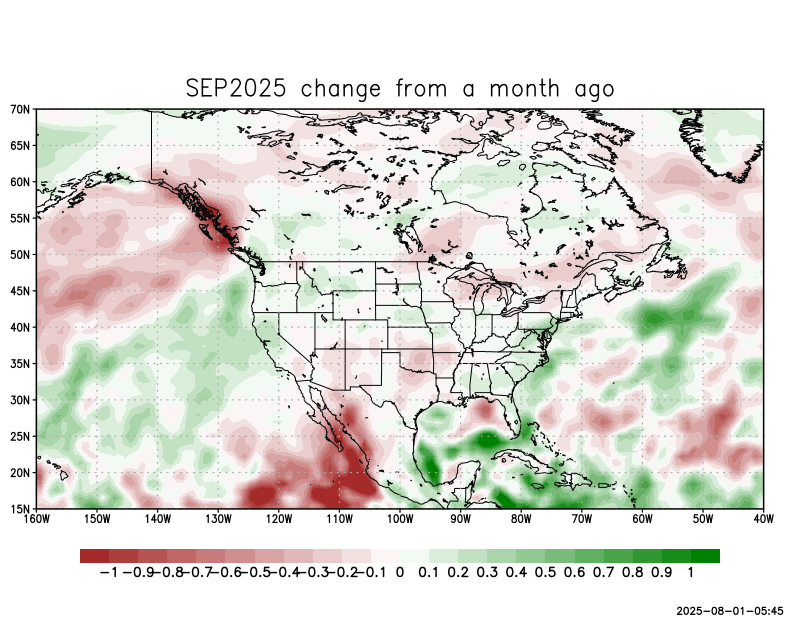 SEP2025 change from a month ago
70N
65N
60N
55N
50N
45N
40N
35N
30N
25N
20N
15N
160W 150W 140W 130W 120W 110W 100W 90W 80W 70W 60W 50W 40W
-1 -0.9 -0.8 -0.7 -0.6 -0.5 -0.4 -0.3 -0.2 -0.1 0 0.1 0.2 0.3 0.4 0.5 0.6 0.7 0.8 0.9 1
2025-08-01-05:45